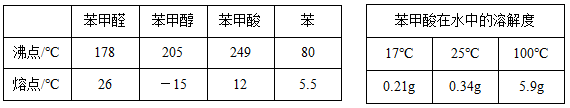 苯甲醛 苯甲醇 苯甲酸 苯
沸点/℃ 178 205 249 80
熔点/℃ 26 －15 12 5.5
苯甲酸在水中的溶解度
17℃ 25℃ 100℃
0.21g 0.34g 5.9g